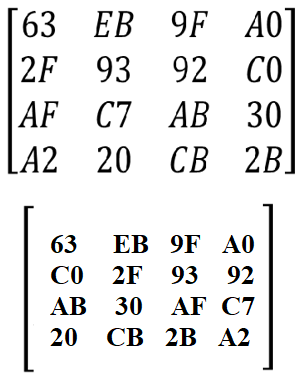 63 EB 9F A0
2F 93 92 C0
AF C7 AB 30
A2 20 CB 2B
63 EB 9F A0
C0 2F 93 92
AB 30 AF C7
20 CB 2B A2